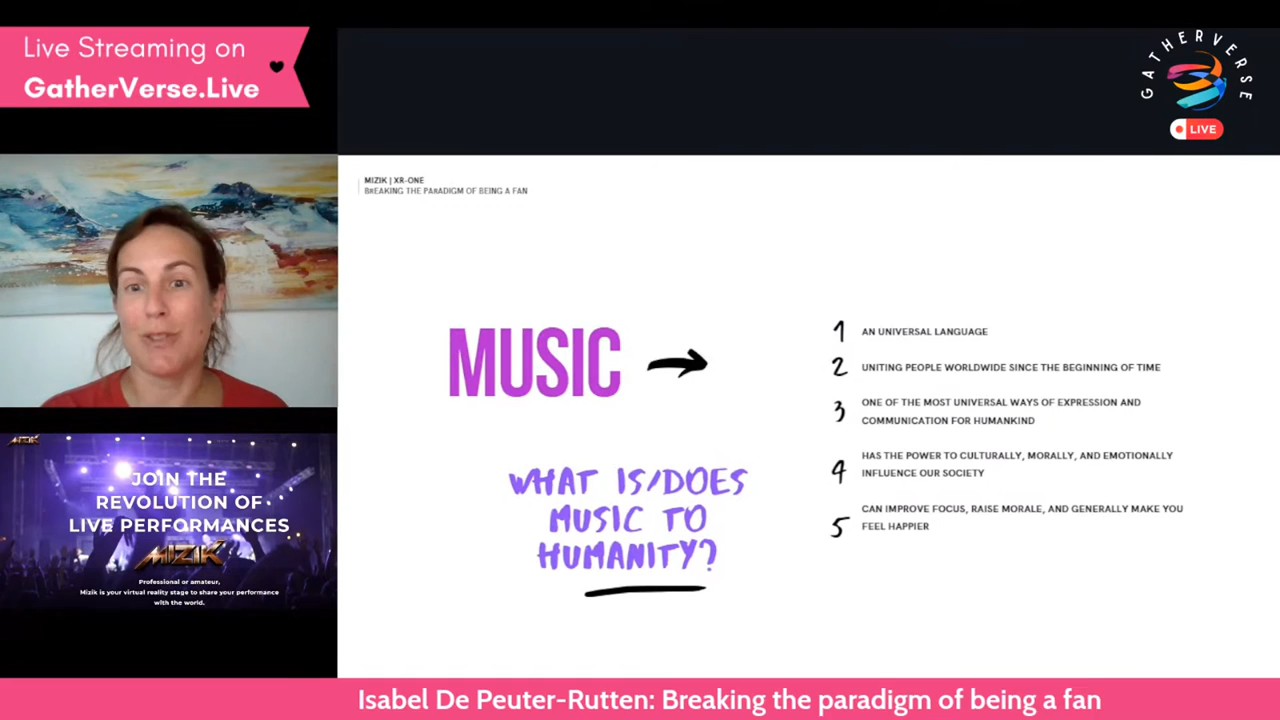 Live Streaming on
GatherVerse.Live
GATHERVERSE
LIVE
MIZIK | XR-ONE
BREAKING THE PARADIGM OF BEING A FAN
MUSIC
WHAT IS/DOES
MUSIC TO
HUMANITY?
1 AN UNIVERSAL LANGUAGE
2 UNITING PEOPLE WORLDWIDE SINCE THE BEGINNING OF TIME
3 ONE OF THE MOST UNIVERSAL WAYS OF EXPRESSION AND
COMMUNICATION FOR HUMANKIND
4 HAS THE POWER TO CULTURALLY, MORALLY, AND EMOTIONALLY
INFLUENCE OUR SOCIETY
5 CAN IMPROVE FOCUS, RAISE MORALE, AND GENERALLY MAKE YOU
FEEL HAPPIER
MIZIK
JOIN THE
REVOLUTION OF
LIVE PERFORMANCES
MIZIK
Professional or amateur,
Mizik is your virtual reality stage to share your performance
with the world.
Isabel De Peuter-Rutten: Breaking the paradigm of being a fan